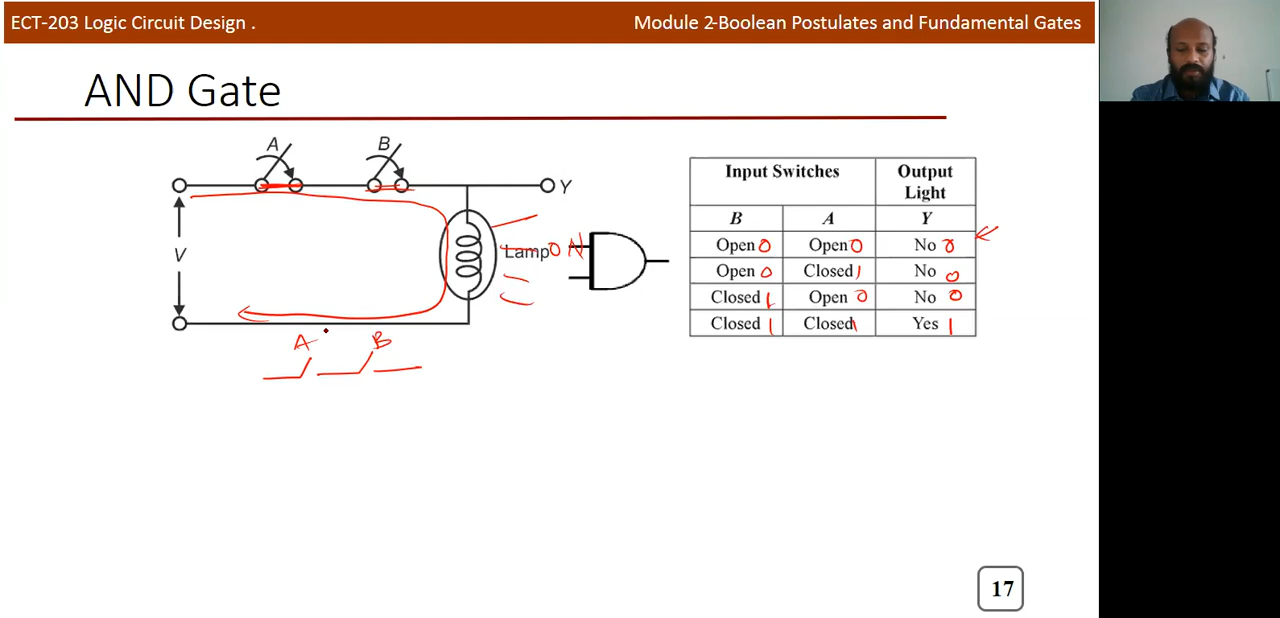 ECT-203 Logic Circuit Design .
Module 2-Boolean Postulates and Fundamental Gates
AND Gate
A
B
Y
V
Lamp ON
A B
Input Switches Output Light
B A Y
Open 0 Open 0 No 0
Open 0 Closed 1 No 0
Closed 1 Open 0 No 0
Closed 1 Closed 1 Yes 1
17